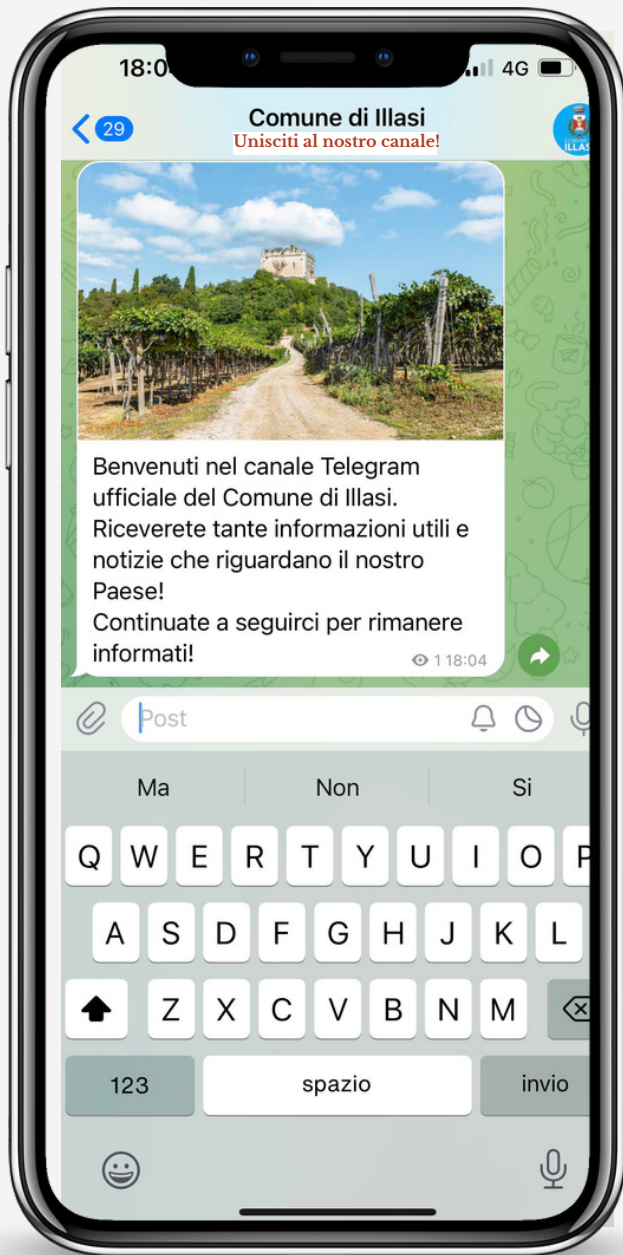 18:0
4G
29
Comune di Illasi
Unisciti al nostro canale!
ILLAS
Benvenuti nel canale Telegram
ufficiale del Comune di Illasi.
Riceverete tante informazioni utili e
notizie che riguardano il nostro
Paese!
Continuate a seguirci per rimanere
informati!
1 18:04
Post
Ma Non Si
Q W E R T Y U I O P
A S D F G H J K L
Z X C V B N M
123 spazio invio